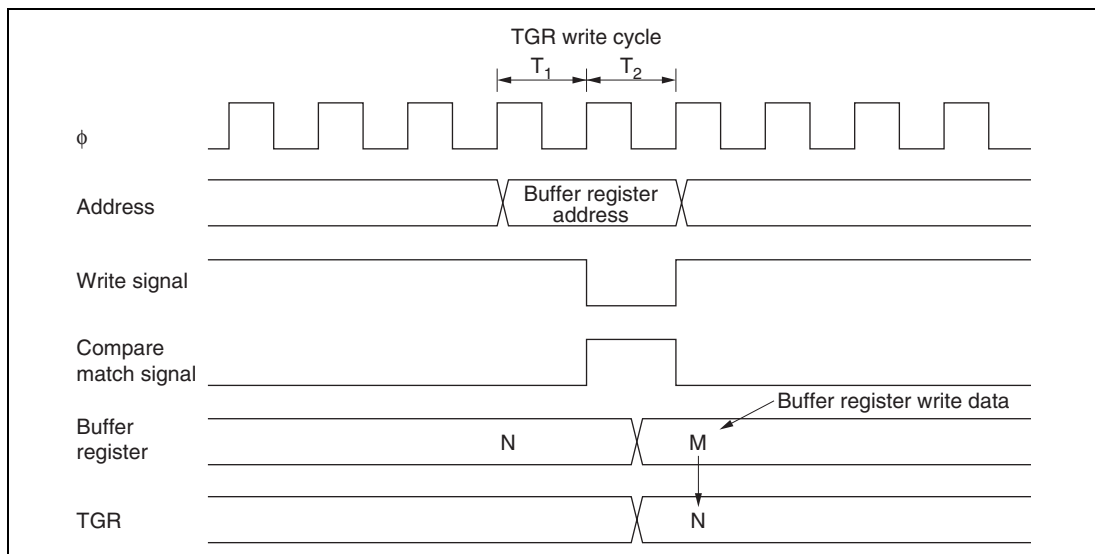 TGR write cycle
T1 T2
ϕ
Address
Buffer register
address
Write signal
Compare
match signal
Buffer register write data
Buffer
register
N M
TGR
N